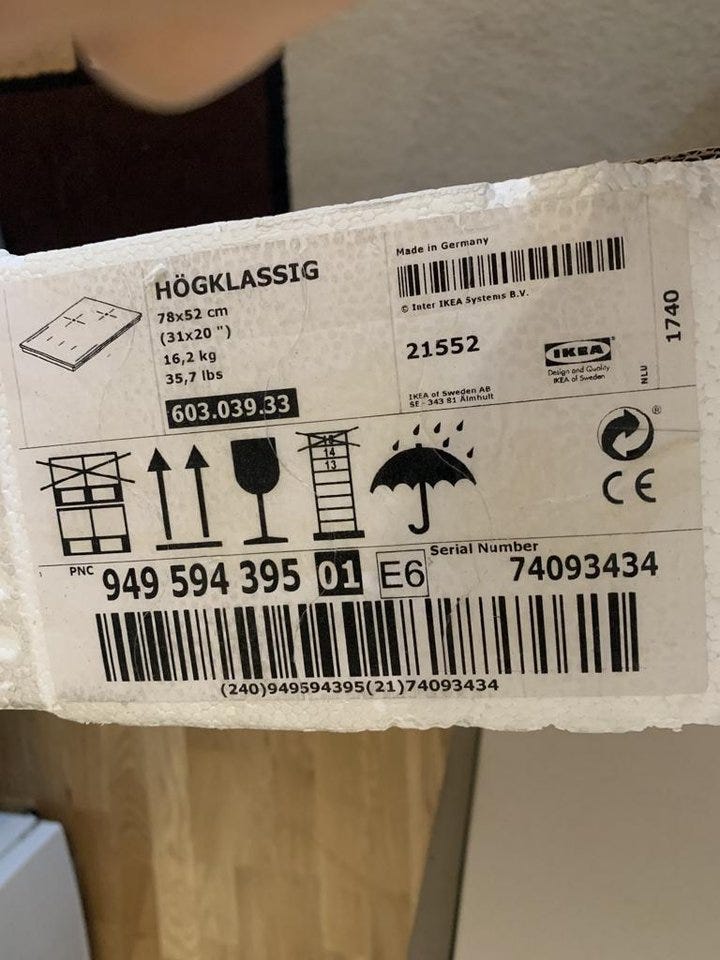 HÖGKLASSIG
78x52 cm
(31x20 ")
16,2 kg
35,7 lbs
603.039.33
Made in Germany
© Inter IKEA Systems B.V.
21552
IKEA
Design and Quality
IKEA of Sweden
IKEA of Sweden AB
SE - 343 81 Älmhult
NLU
1740
15
14
13
®
CE
PNC 949 594 395 01 E6
Serial Number
74093434
(240)949594395(21)74093434